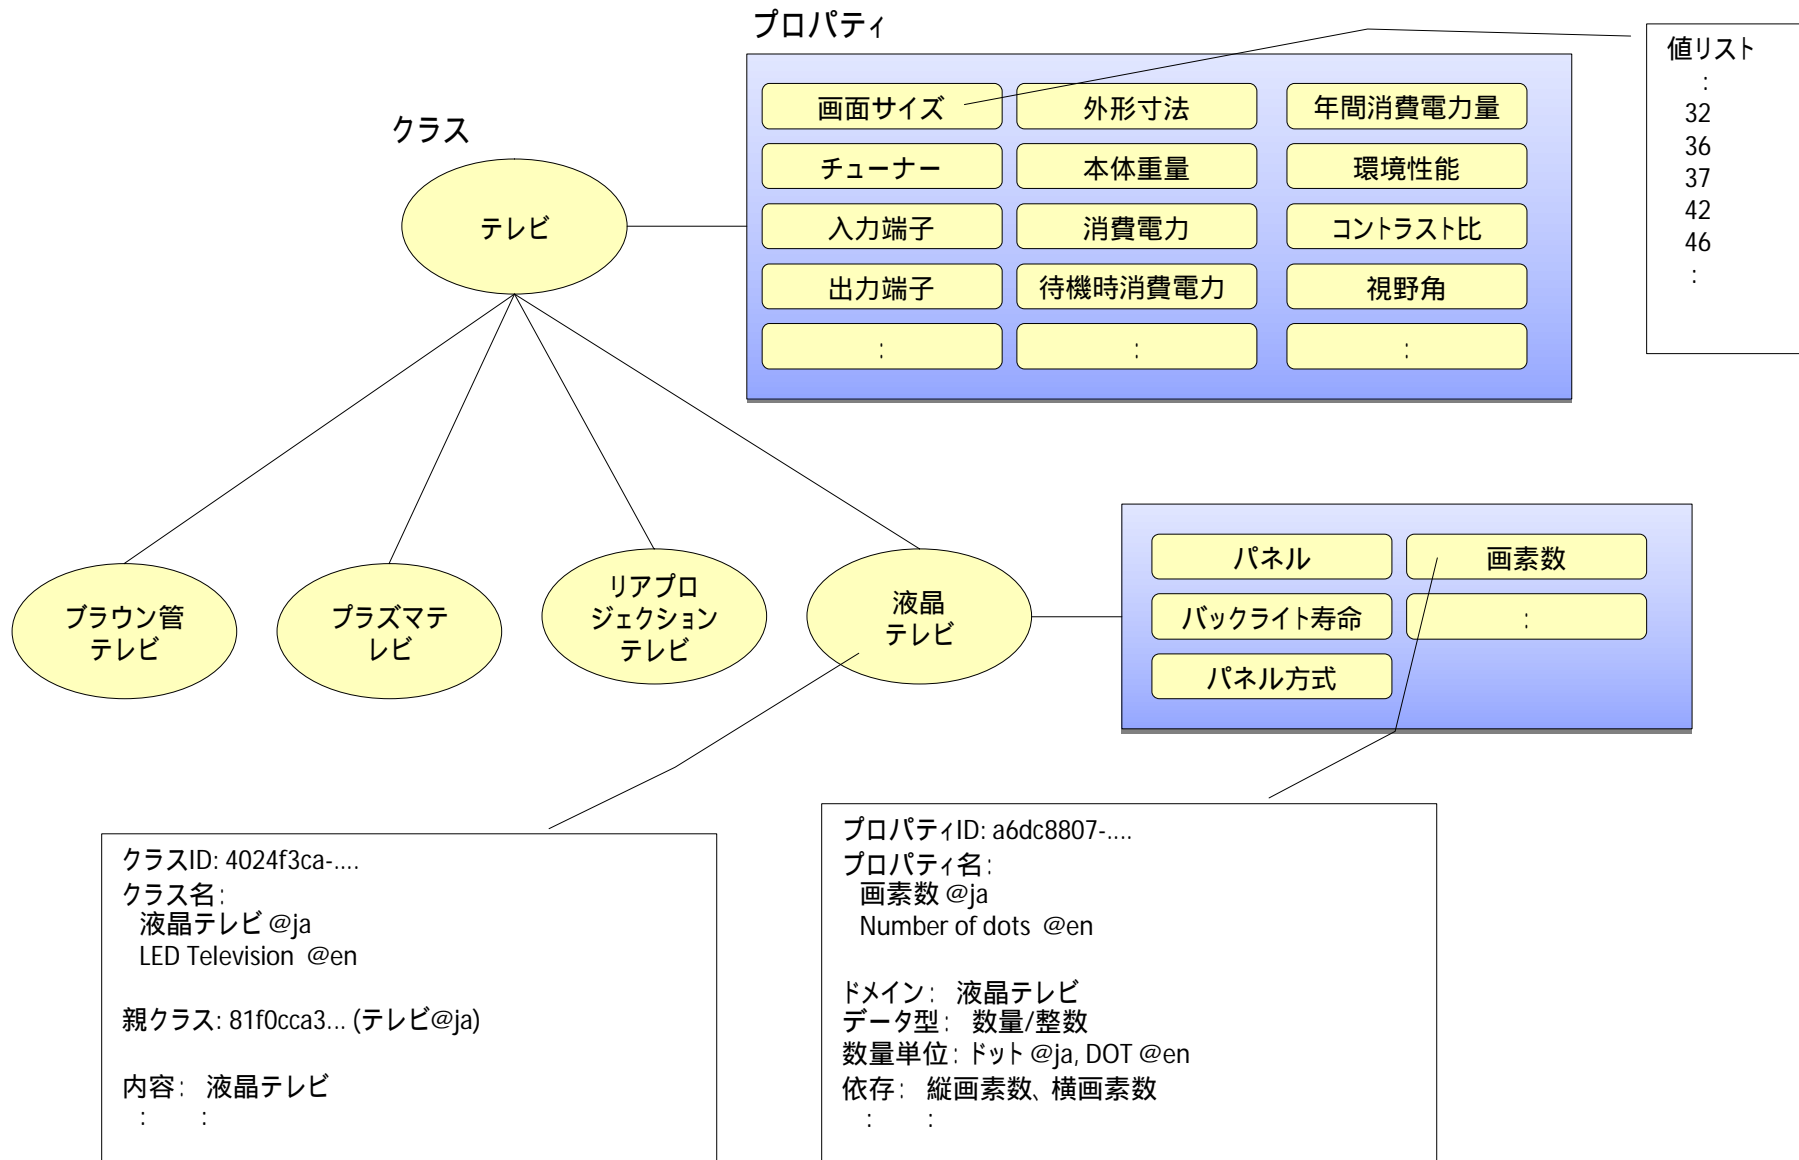 プロパティ
画面サイズ
外形寸法
年間消費電力量
チューナー
本体重量
環境性能
入力端子
消費電力
コントラスト比
出力端子
待機時消費電力
視野角
:
:
:
値リスト
:
32
36
37
42
46
:
クラス
テレビ
ブラウン管
テレビ
プラズマテ
レビ
リアプロ
ジェクション
テレビ
液晶
テレビ
パネル
画素数
バックライト寿命
:
パネル方式
クラスID: 4024f3ca-....
クラス名:
液晶テレビ @ja
LED Television @en
親クラス: 81f0cca3... (テレビ@ja)
内容: 液晶テレビ
: :
プロパティID: a6dc8807-....
プロパティ名:
画素数 @ja
Number of dots @en
ドメイン: 液晶テレビ
データ型: 数量/整数
数量単位: ドット @ja, DOT @en
依存: 縦画素数、横画素数
: :